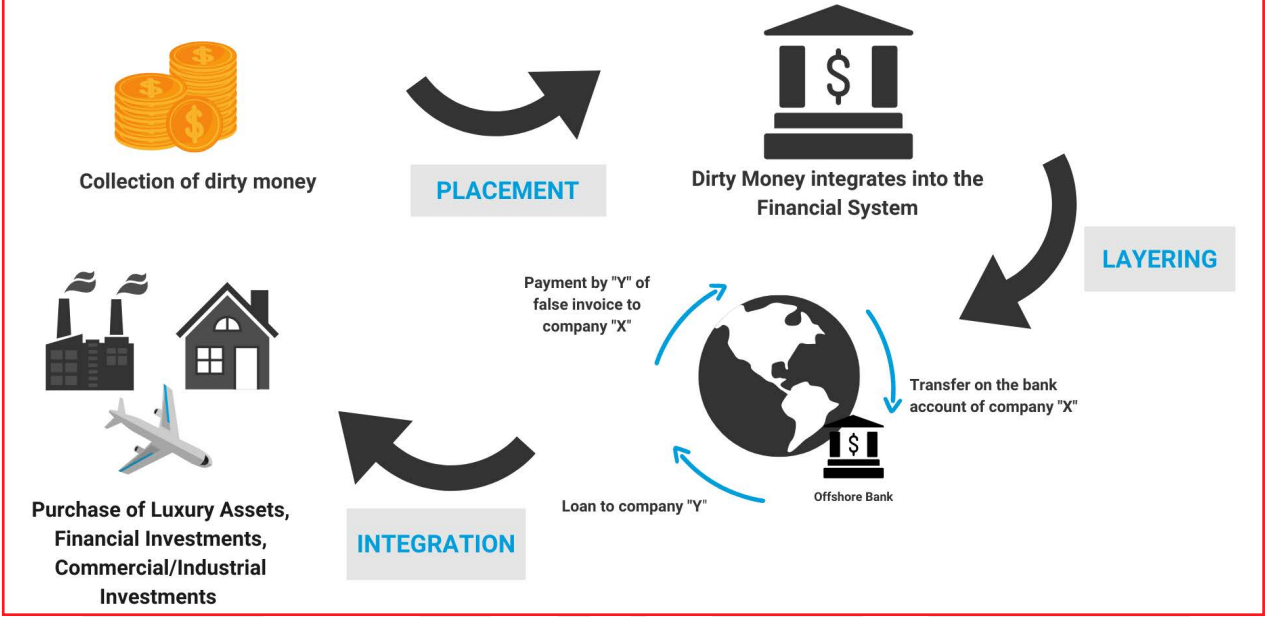 Collection of dirty money
PLACEMENT
$
Dirty Money integrates into the
Financial System
LAYERING
Payment by "Y" of
false invoice to
company "X"
Transfer on the bank
account of company "X"
$
Offshore Bank
Loan to company "Y"
INTEGRATION
Purchase of Luxury Assets,
Financial Investments,
Commercial/Industrial
Investments
$
$
$